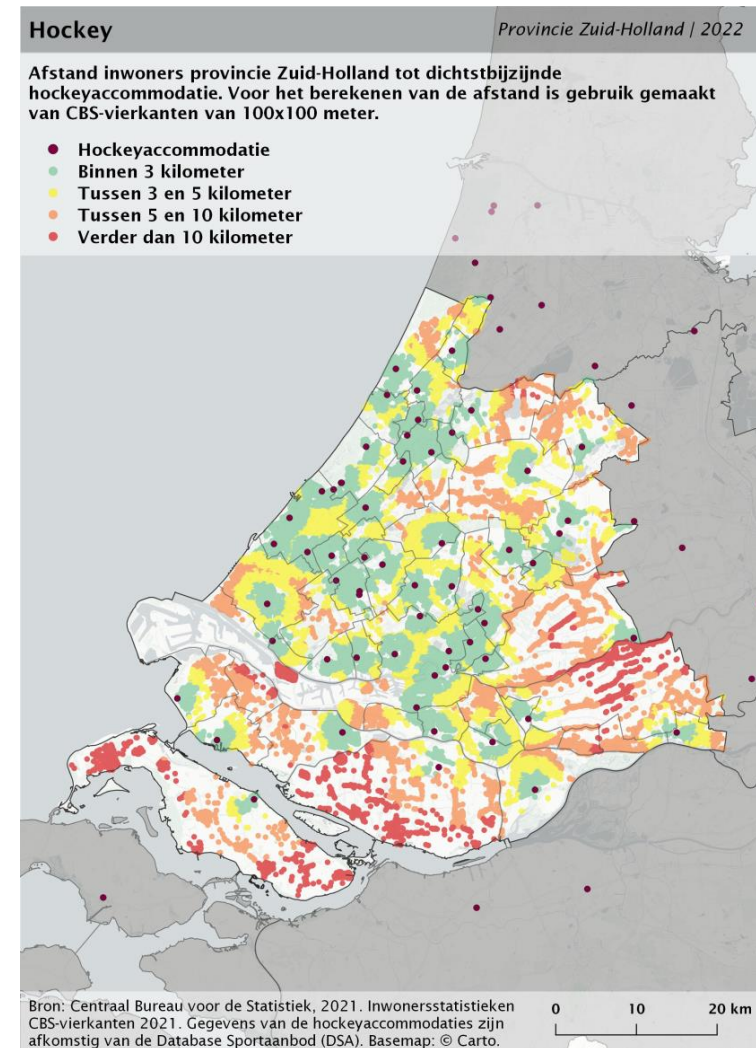 Hockey
Provincie Zuid-Holland | 2022
Afstand inwoners provincie Zuid-Holland tot dichtstbijzijnde
hockeyaccommodatie. Voor het berekenen van de afstand is gebruik gemaakt
van CBS-vierkanten van 100x100 meter.
Hockeyaccommodatie
Binnen 3 kilometer
Tussen 3 en 5 kilometer
Tussen 5 en 10 kilometer
Verder dan 10 kilometer
Bron: Centraal Bureau voor de Statistiek, 2021. Inwonersstatistieken
CBS-vierkanten 2021. Gegevens van de hockeyaccommodaties zijn
afkomstig van de Database Sportaanbod (DSA). Basemap: © Carto.
0 10 20 km